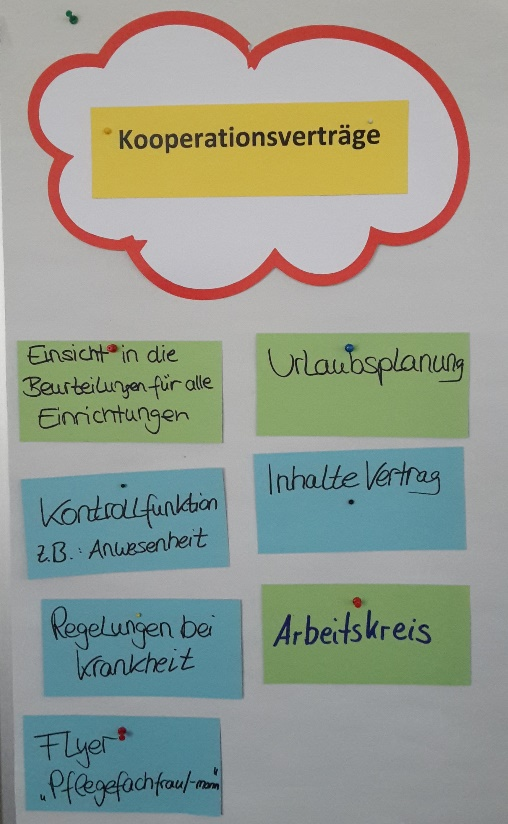 Kooperationsverträge
Einsicht in die
Beurteilungen für alle
Einrichtungen
Kontrollfunktion
z.B.: Anwesenheit
Regelungen bei
Krankheit
Flyer
„Pflegefachfrau/-mann"
Urlaubsplanung
Inhalte Vertrag
Arbeitskreis